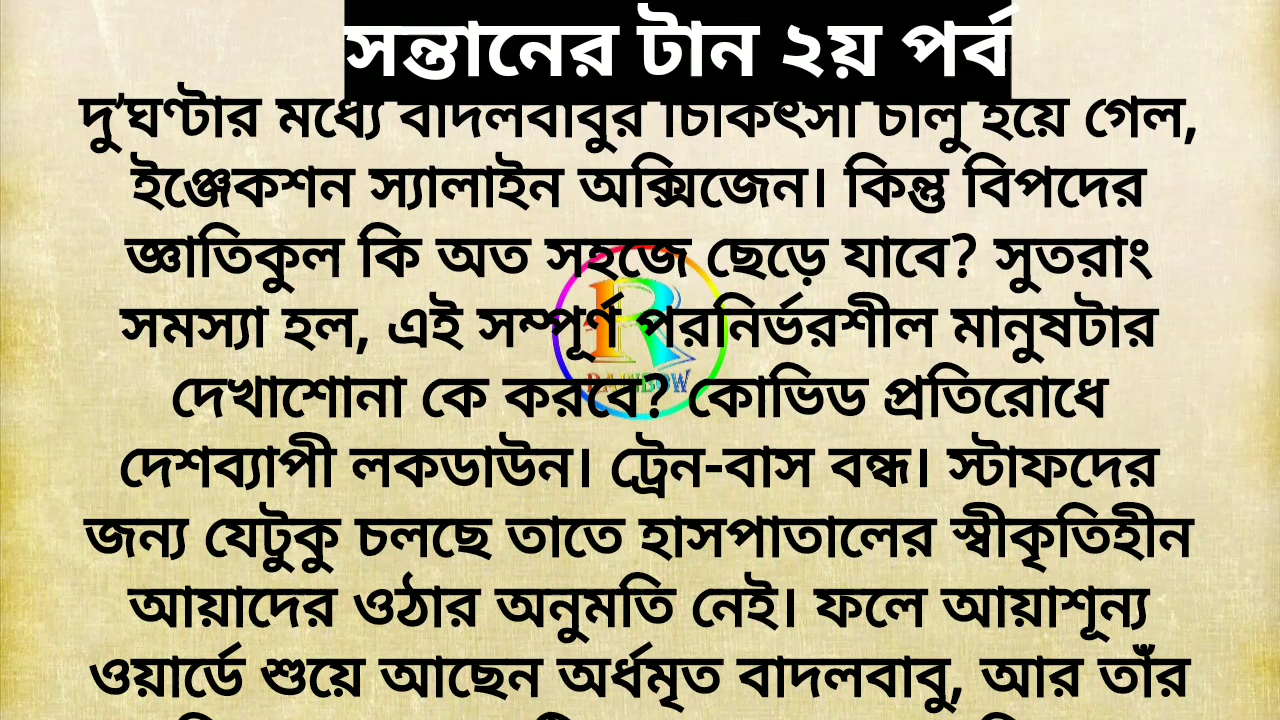 সন্তানের টান ২য় পর্ব
দু'ঘণ্টার মধ্যে বাদলবাবুর চিকিৎসা চালু হয়ে গেল,
ইঞ্জেকশন স্যালাইন অক্সিজেন। কিন্তু বিপদের
জ্ঞাতিকুল কি অত সহজে ছেড়ে যাবে? সুতরাং
সমস্যা হল, এই সম্পূর্ণ পরনির্ভরশীল মানুষটার
দেখাশোনা কে করবে? কোভিড প্রতিরোধে
দেশব্যাপী লকডাউন। ট্রেন-বাস বন্ধ। স্টাফদের
জন্য যেটুকু চলছে তাতে হাসপাতালের স্বীকৃতিহীন
আয়াদের ওঠার অনুমতি নেই। ফলে আয়াশূন্য
ওয়ার্ডে শুয়ে আছেন অর্ধমৃত বাদলবাবু, আর তাঁর
RAINBOW